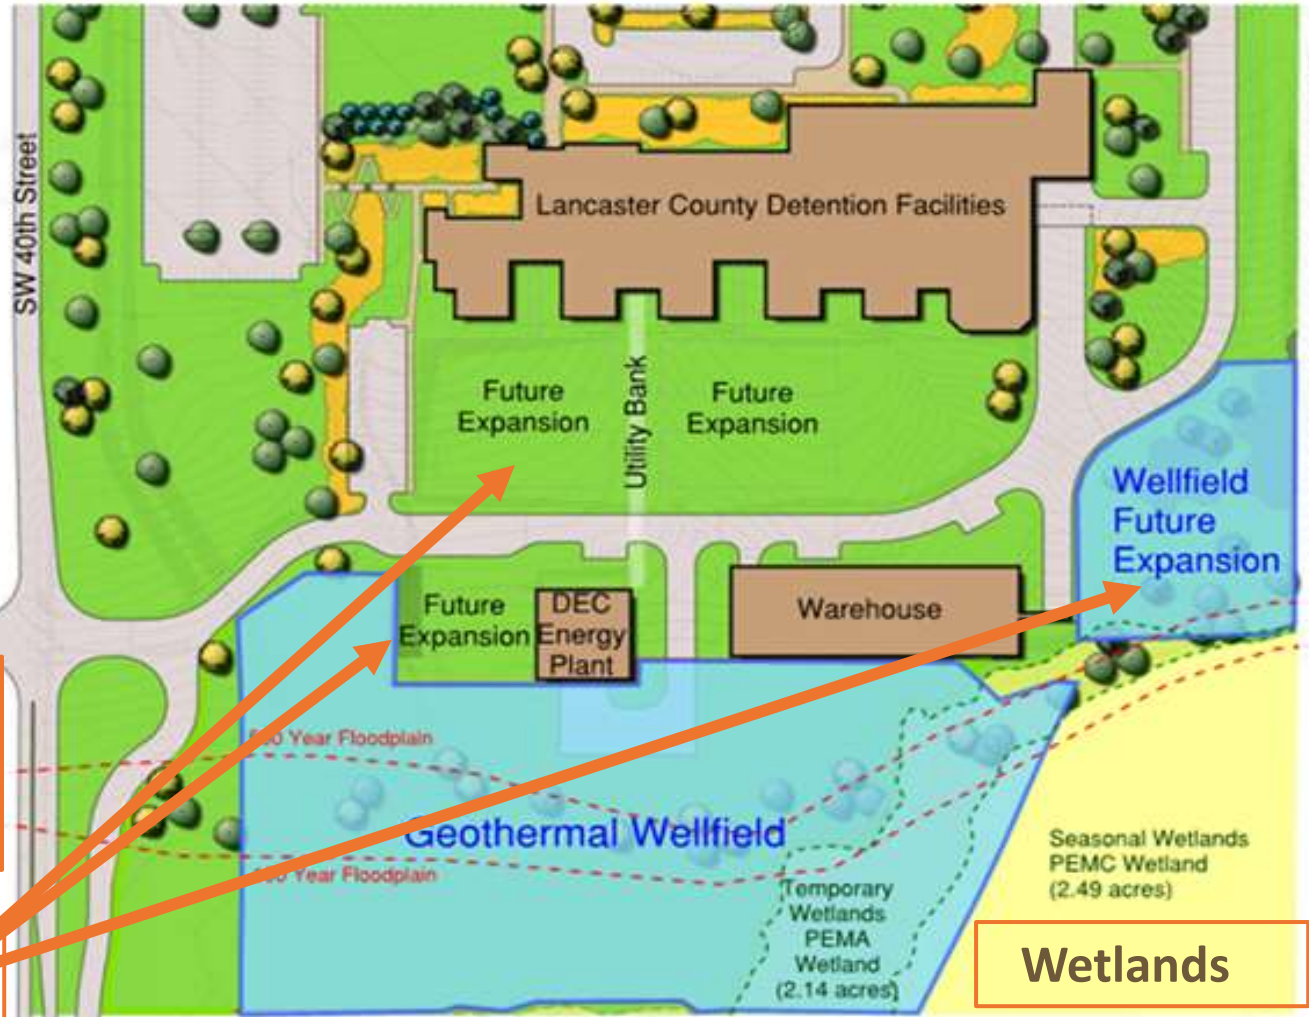 SW 40th Street
Lancaster County Detention Facilities
Future
Expansion
Utility Bank
Future
Expansion
Wellfield
Future
Expansion
Future
Expansion
DEC
Energy
Plant
Warehouse
Year Floodplain
Geothermal Wellfield
Year Floodplain
Temporary
Wetlands
PEMA
Wetland
(2.14 acres)
Seasonal Wetlands
PEMC Wetland
(2.49 acres)
Wetlands